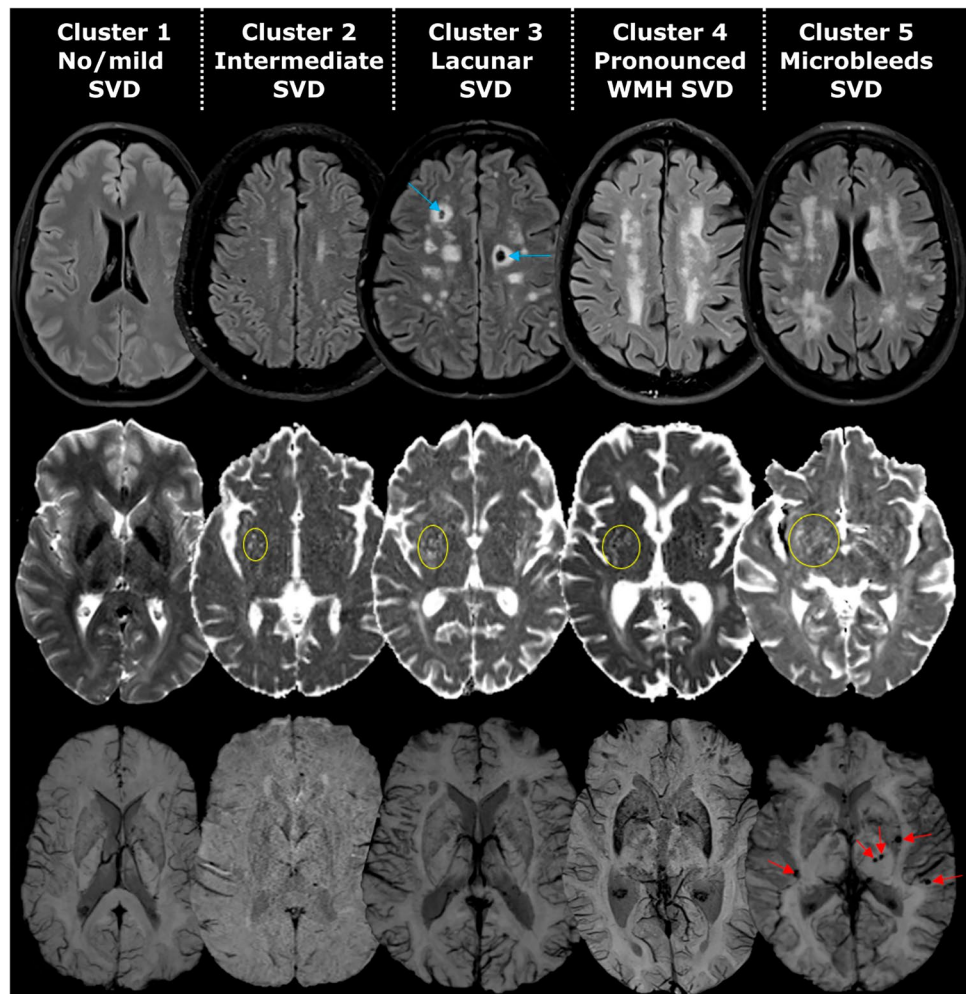 Cluster 1
No/mild
SVD
Cluster 2
Intermediate
SVD
Cluster 3
Lacunar
SVD
Cluster 4
Pronounced
WMH SVD
Cluster 5
Microbleeds
SVD